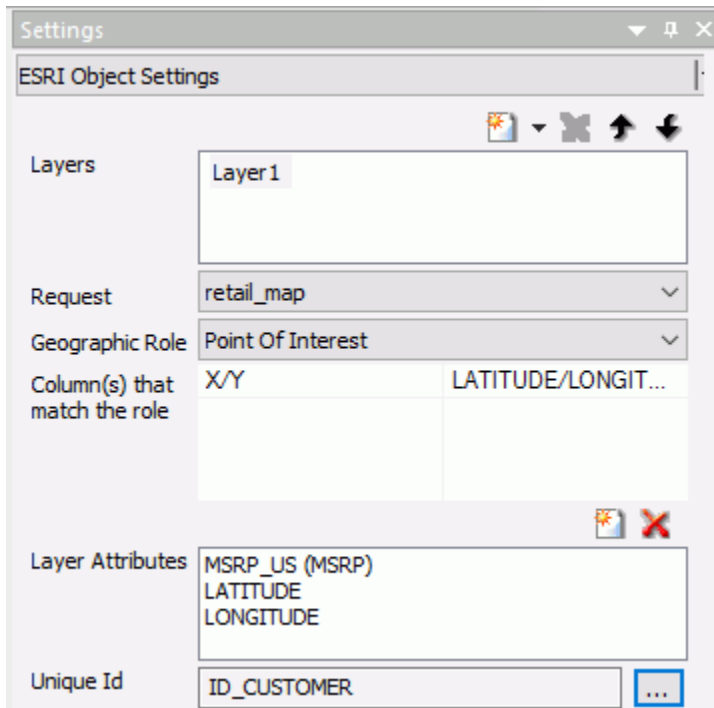 Settings
ESRI Object Settings
Layers
Layer1
Request
retail_map
Geographic Role
Point Of Interest
Column(s) that
match the role
X/Y
LATITUDE/LONGIT...
Layer Attributes
MSRP_US (MSRP)
LATITUDE
LONGITUDE
Unique Id
ID_CUSTOMER
...